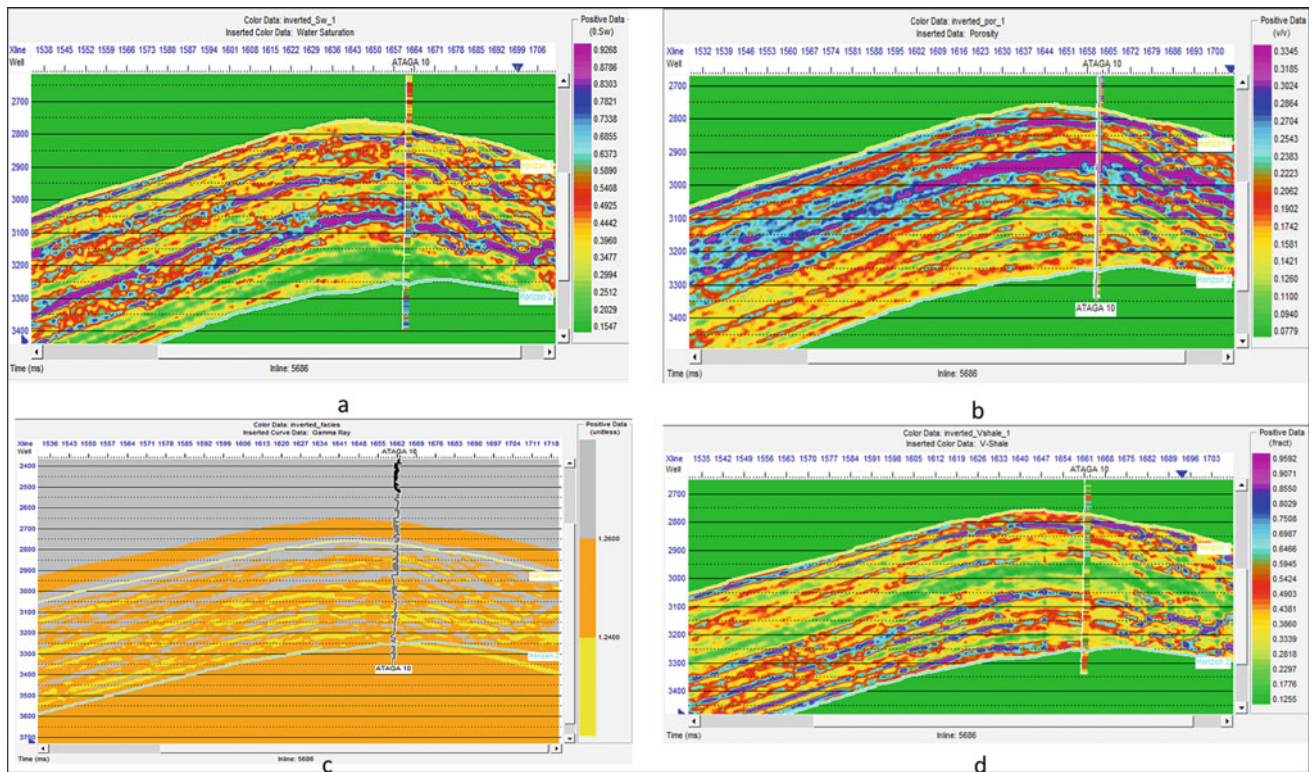 Color Data: inverted_Sw_1
Inserted Color Data: Water Saturation
Positive Data
(0.Sw)
Xline 1538 1545 1552 1559 1566 1573 1580 1587 1594 1601 1608 1615 1622 1629 1636 1643 1650 1657 1664 1671 1678 1685 1692 1699 1706
Well
ATAGA 10
2700
2800
2900
3000
3100
3200
3300
3400
Horizon 2
0.9268
0.8786
0.7821
0.7338
0.6855
0.6373
0.5890
0.5408
0.4925
0.4442
0.3960
0.3477
0.2994
0.2512
0.2029
0.1547
Time (ms)
Inline: 5686
a
Color Data: inverted_por_1
Inserted Data: Porosity
Positive Data
(v/v)
Xline 1532 1539 1546 1553 1560 1567 1574 1581 1588 1595 1602 1609 1616 1623 1630 1637 1644 1651 1658 1665 1672 1679 1686 1693 1700
Well
ATAGA 10
2700
2800
2900
3000
3100
3200
3300
3400
Horizon 1
Horizon 2
ATAGA 10
0.3345
0.3185
0.3024
0.2864
0.2704
0.2543
0.2383
0.2223
0.2062
0.1902
0.1741
0.1581
0.1421
0.1260
0.1100
0.0940
0.0779
Time (ms)
Inline: 5686
b
Color Data: inverted_facies
Inserted Curve Data: Gamma Ray
Positive Data
(unitless)
Xline 1536 1543 1550 1557 1564 1571 1578 1585 1592 1599 1606 1613 1620 1627 1634 1641 1648 1655 1662 1669 1676 1683 1690 1697 1704 1711 1718
Well
ATAGA 10
2400
2500
2600
2700
2800
2900
3000
3100
3200
3300
3400
3500
3600
3700
Horizon 1
ATAGA 10
1.2600
1.2400
Time (ms)
Inline: 5686
c
Color Data: inverted_Vshale_1
Inserted Color Data: V-Shale
Positive Data
(fract)
Xline 1535 1542 1549 1556 1563 1570 1577 1584 1591 1598 1605 1612 1619 1626 1633 1640 1647 1654 1661 1668 1675 1682 1689 1696 1703
Well
ATAGA 10
2700
2800
2900
3000
3100
3200
3300
3400
Horizon 1
Horizon 2
0.9592
0.9071
0.8550
0.8029
0.7508
0.6987
0.6466
0.5945
0.5424
0.4903
0.4381
0.3860
0.3339
0.2818
0.2297
0.1776
0.1255
Time (ms)
Inline: 5686
d